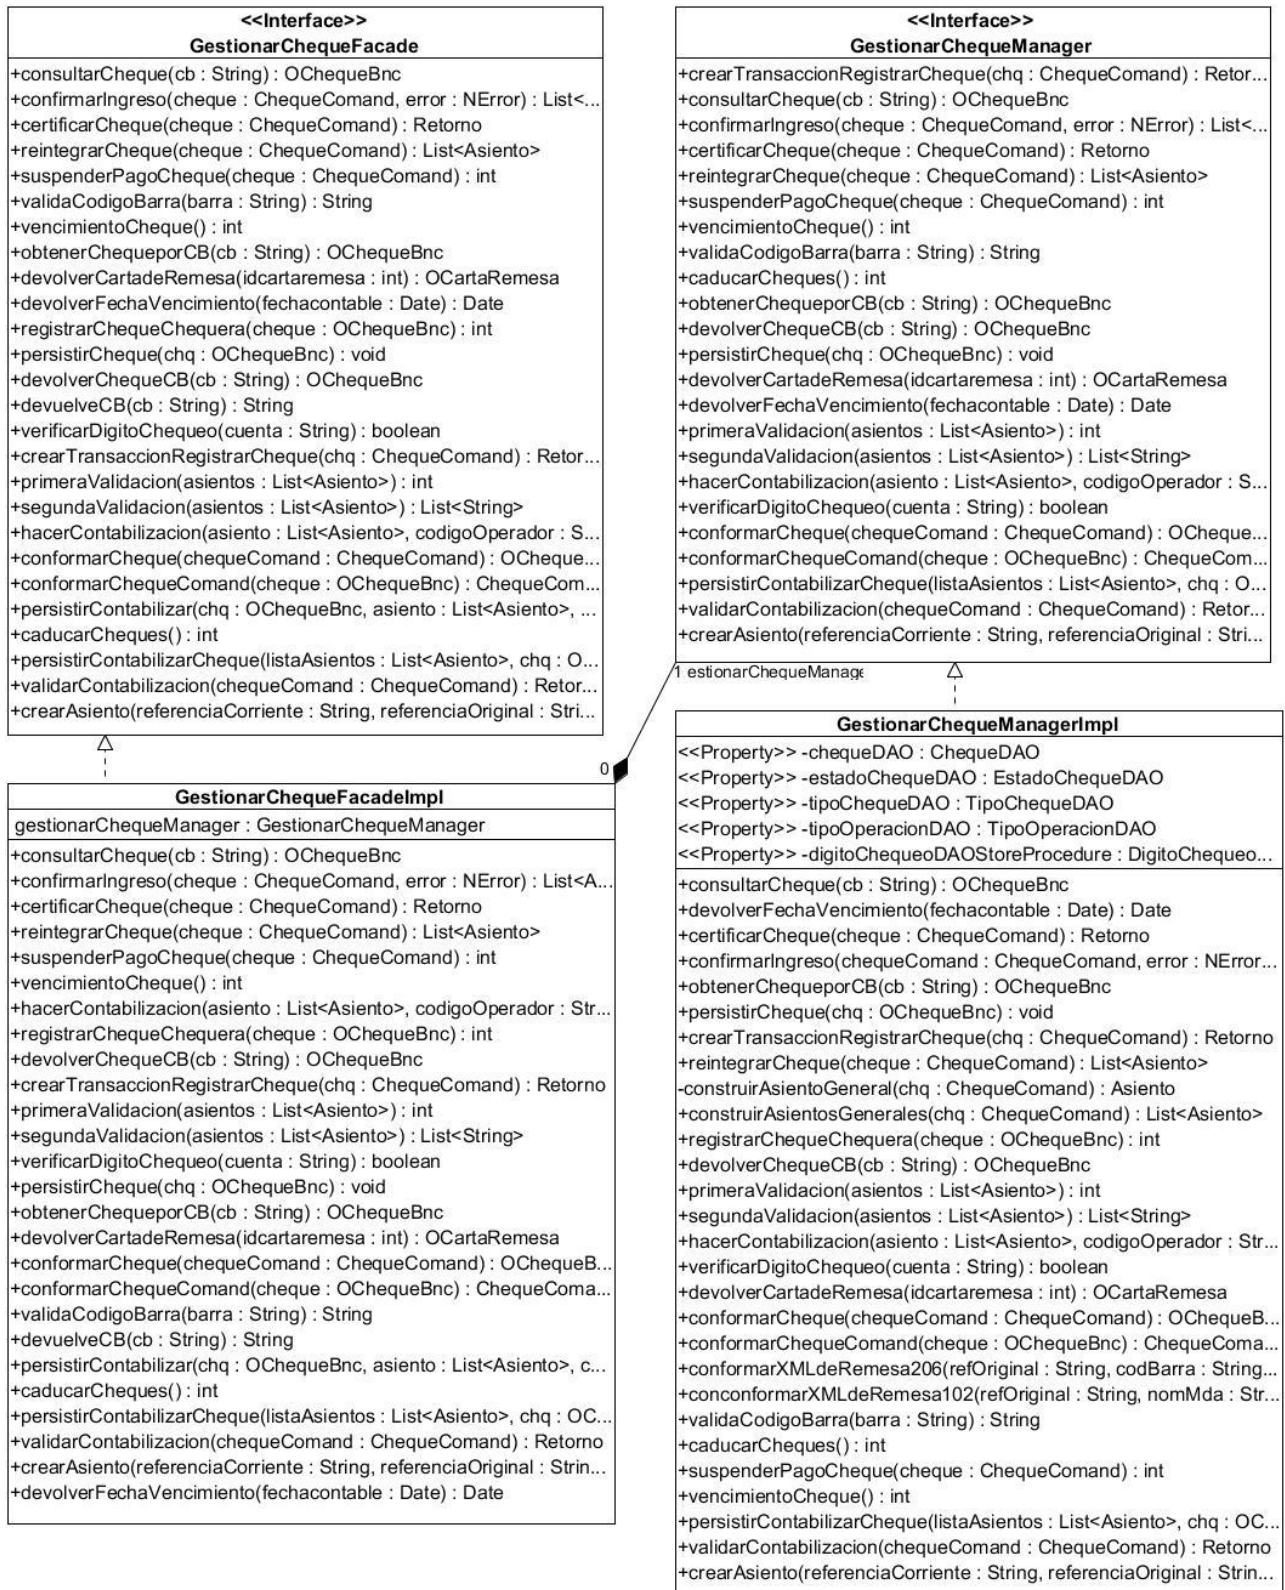 <<Interface>>
GestionarChequeFacade
+consultarCheque(cb : String) : OChequeBnc
+confirmarIngreso(cheque : ChequeComand, error : NError) : List<...
+certificarCheque(cheque : ChequeComand) : Retorno
+reintegrarCheque(cheque : ChequeComand) : List<Asiento>
+suspenderPagoCheque(cheque : ChequeComand) : int
+validaCodigoBarra(barra : String) : String
+vencimientoCheque() : int
+obtenerChequeporCB(cb : String) : OChequeBnc
+devolverCartadeRemesa(idcartaremesa : int) : OCartaRemesa
+devolverFechaVencimiento(fechacontable : Date) : Date
+registrarChequeChequera(cheque : OChequeBnc) : int
+persistirCheque(chq : OChequeBnc) : void
+devolverChequeCB(cb : String) : OChequeBnc
+devuelveCB(cb : String) : String
+verificarDigitoChequeo(cuenta : String) : boolean
+crearTransaccionRegistrarCheque(chq : ChequeComand) : Retor...
+primeraValidacion(asientos : List<Asiento>) : int
+segundaValidacion(asientos : List<Asiento>) : List<String>
+hacerContabilizacion(asiento : List<Asiento>, codigoOperador : S...
+conformarCheque(chequeComand : ChequeComand) : OCheque...
+conformarChequeComand(cheque : OChequeBnc) : ChequeCom...
+persistirContabilizar(chq : OChequeBnc, asiento : List<Asiento>, ...
+caducarCheques() : int
+persistirContabilizarCheque(listaAsientos : List<Asiento>, chq : O...
+validarContabilizacion(chequeComand : ChequeComand) : Retor...
+crearAsiento(referenciaCorriente : String, referenciaOriginal : Stri...
<<Interface>>
GestionarChequeManager
+crearTransaccionRegistrarCheque(chq : ChequeComand) : Retor...
+consultarCheque(cb : String) : OChequeBnc
+confirmarIngreso(cheque : ChequeComand, error : NError) : List<...
+certificarCheque(cheque : ChequeComand) : Retorno
+reintegrarCheque(cheque : ChequeComand) : List<Asiento>
+suspenderPagoCheque(cheque : ChequeComand) : int
+vencimientoCheque() : int
+validaCodigoBarra(barra : String) : String
+caducarCheques() : int
+obtenerChequeporCB(cb : String) : OChequeBnc
+devolverChequeCB(cb : String) : OChequeBnc
+persistirCheque(chq : OChequeBnc) : void
+devolverCartadeRemesa(idcartaremesa : int) : OCartaRemesa
+devolverFechaVencimiento(fechacontable : Date) : Date
+primeraValidacion(asientos : List<Asiento>) : int
+segundaValidacion(asientos : List<Asiento>) : List<String>
+hacerContabilizacion(asiento : List<Asiento>, codigoOperador : S...
+verificarDigitoChequeo(cuenta : String) : boolean
+conformarCheque(chequeComand : ChequeComand) : OCheque...
+conformarChequeComand(cheque : OChequeBnc) : ChequeCom...
+persistirContabilizarCheque(listaAsientos : List<Asiento>, chq : O...
+validarContabilizacion(chequeComand : ChequeComand) : Retor...
+crearAsiento(referenciaCorriente : String, referenciaOriginal : Stri...
1 estionarChequeManage
0
GestionarChequeFacadeImpl
gestionarChequeManager : GestionarChequeManager
+consultarCheque(cb : String) : OChequeBnc
+confirmarIngreso(cheque : ChequeComand, error : NError) : List<A...
+certificarCheque(cheque : ChequeComand) : Retorno
+reintegrarCheque(cheque : ChequeComand) : List<Asiento>
+suspenderPagoCheque(cheque : ChequeComand) : int
+vencimientoCheque() : int
+hacerContabilizacion(asiento : List<Asiento>, codigoOperador : Str...
+registrarChequeChequera(cheque : OChequeBnc) : int
+devolverChequeCB(cb : String) : OChequeBnc
+crearTransaccionRegistrarCheque(chq : ChequeComand) : Retorno
+primeraValidacion(asientos : List<Asiento>) : int
+segundaValidacion(asientos : List<Asiento>) : List<String>
+verificarDigitoChequeo(cuenta : String) : boolean
+persistirCheque(chq : OChequeBnc) : void
+obtenerChequeporCB(cb : String) : OChequeBnc
+devolverCartadeRemesa(idcartaremesa : int) : OCartaRemesa
+conformarCheque(chequeComand : ChequeComand) : OChequeB...
+conformarChequeComand(cheque : OChequeBnc) : ChequeComa...
+validaCodigoBarra(barra : String) : String
+devuelveCB(cb : String) : String
+persistirContabilizar(chq : OChequeBnc, asiento : List<Asiento>, c...
+caducarCheques() : int
+persistirContabilizarCheque(listaAsientos : List<Asiento>, chq : OC...
+validarContabilizacion(chequeComand : ChequeComand) : Retorno
+crearAsiento(referenciaCorriente : String, referenciaOriginal : Strin...
+devolverFechaVencimiento(fechacontable : Date) : Date
GestionarChequeManagerImpl
<<Property>> -chequeDAO : ChequeDAO
<<Property>> -estadoChequeDAO : EstadoChequeDAO
<<Property>> -tipoChequeDAO : TipoChequeDAO
<<Property>> -tipoOperacionDAO : TipoOperacionDAO
<<Property>> -digitoChequeoDAOStoreProcedure : DigitoChequeo...
+consultarCheque(cb : String) : OChequeBnc
+devolverFechaVencimiento(fechacontable : Date) : Date
+certificarCheque(cheque : ChequeComand) : Retorno
+confirmarIngreso(chequeComand : ChequeComand, error : NError...
+obtenerChequeporCB(cb : String) : OChequeBnc
+persistirCheque(chq : OChequeBnc) : void
+crearTransaccionRegistrarCheque(chq : ChequeComand) : Retorno
+reintegrarCheque(cheque : ChequeComand) : List<Asiento>
-construirAsientoGeneral(chq : ChequeComand) : Asiento
+construirAsientosGenerales(chq : ChequeComand) : List<Asiento>
+registrarChequeChequera(cheque : OChequeBnc) : int
+devolverChequeCB(cb : String) : OChequeBnc
+primeraValidacion(asientos : List<Asiento>) : int
+segundaValidacion(asientos : List<Asiento>) : List<String>
+hacerContabilizacion(asiento : List<Asiento>, codigoOperador : Str...
+verificarDigitoChequeo(cuenta : String) : boolean
+devolverCartadeRemesa(idcartaremesa : int) : OCartaRemesa
+conformarCheque(chequeComand : ChequeComand) : OChequeB...
+conformarChequeComand(cheque : OChequeBnc) : ChequeComa...
+conformarXMLdeRemesa206(refOriginal : String, codBarra : String...
+conconformarXMLdeRemesa102(refOriginal : String, nomMda : Str...
+validaCodigoBarra(barra : String) : String
+caducarCheques() : int
+suspenderPagoCheque(cheque : ChequeComand) : int
+vencimientoCheque() : int
+persistirContabilizarCheque(listaAsientos : List<Asiento>, chq : OC...
+validarContabilizacion(chequeComand : ChequeComand) : Retorno
+crearAsiento(referenciaCorriente : String, referenciaOriginal : Strin...